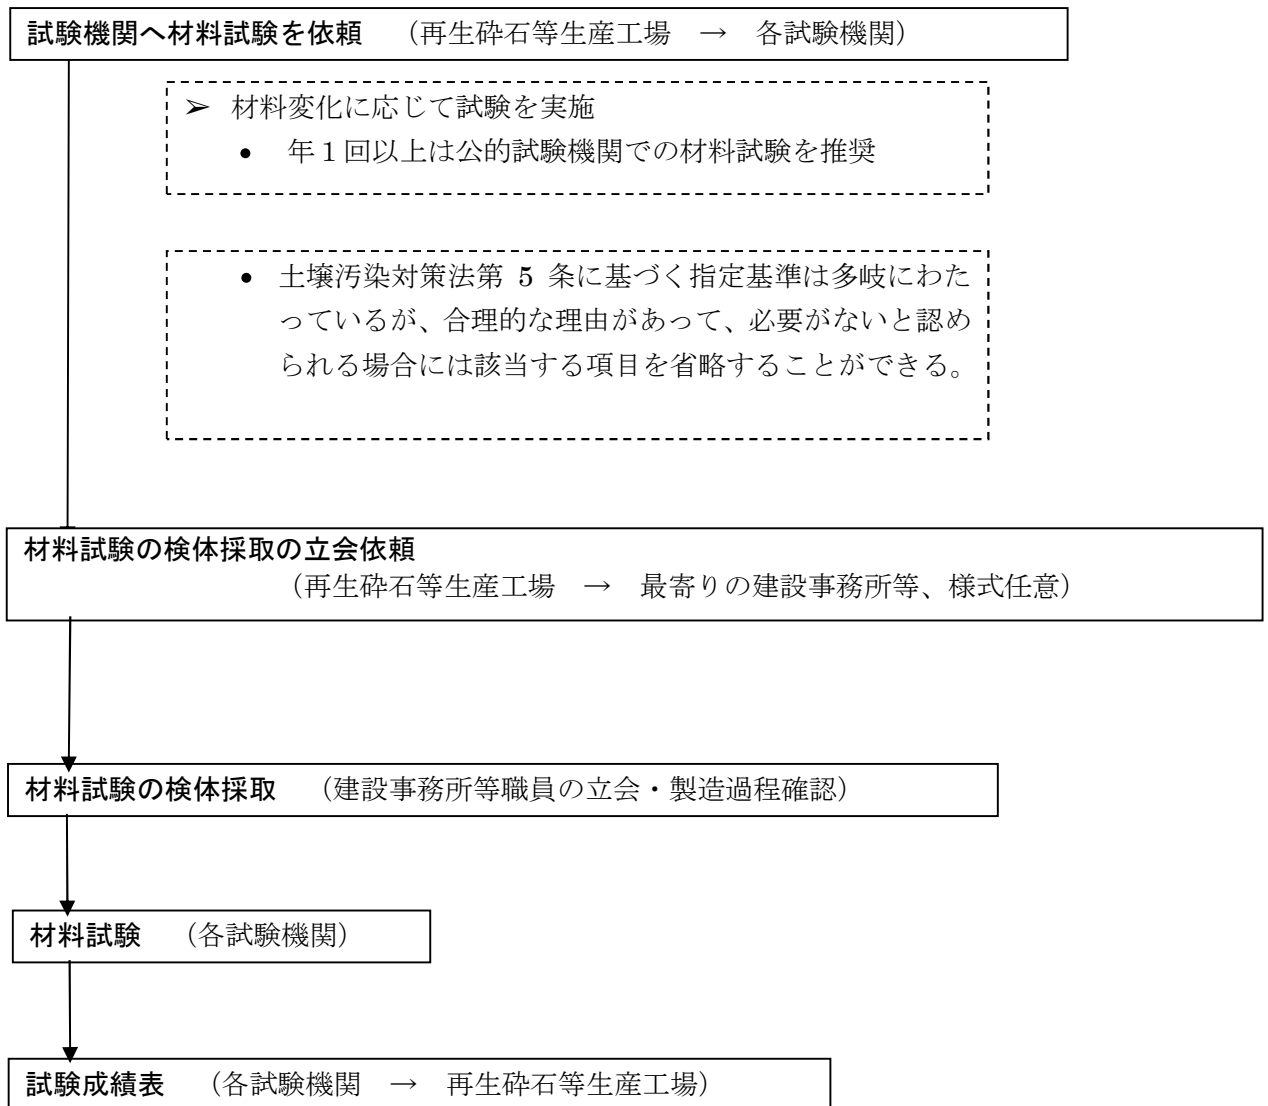 試験機関へ材料試験を依頼　（再生砕石等生産工場　→　各試験機関）
➢ 材料変化に応じて試験を実施
● 年１回以上は公的試験機関での材料試験を推奨
● 土壌汚染対策法第 5 条に基づく指定基準は多岐にわた
っているが、合理的な理由があって、必要がないと認め
られる場合には該当する項目を省略することができる。
材料試験の検体採取の立会依頼
（再生砕石等生産工場　→　最寄りの建設事務所等、様式任意）
材料試験の検体採取　（建設事務所等職員の立会・製造過程確認）
材料試験　（各試験機関）
試験成績表　（各試験機関　→　再生砕石等生産工場）